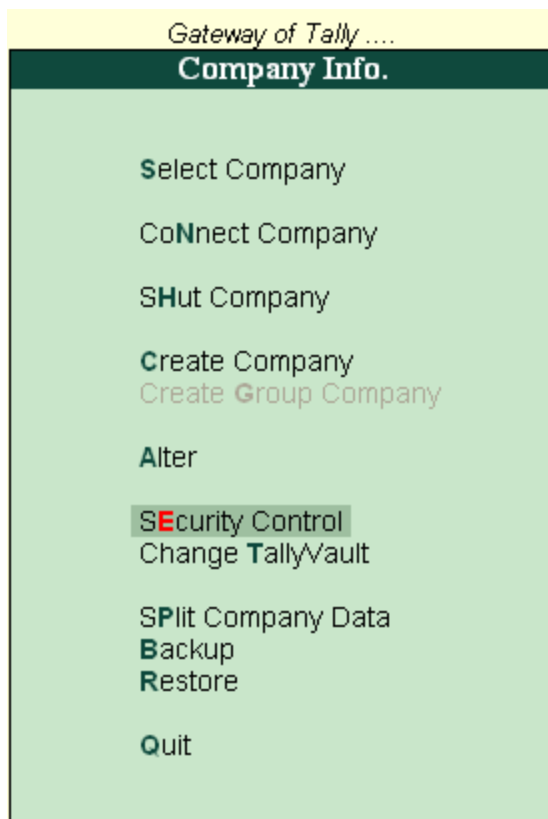 Gateway of Tally ....
Company Info.
Select Company
CoNnect Company
SHut Company
Create Company
Create Group Company
Alter
SEcurity Control
Change TallyVault
SPlit Company Data
Backup
Restore
Quit